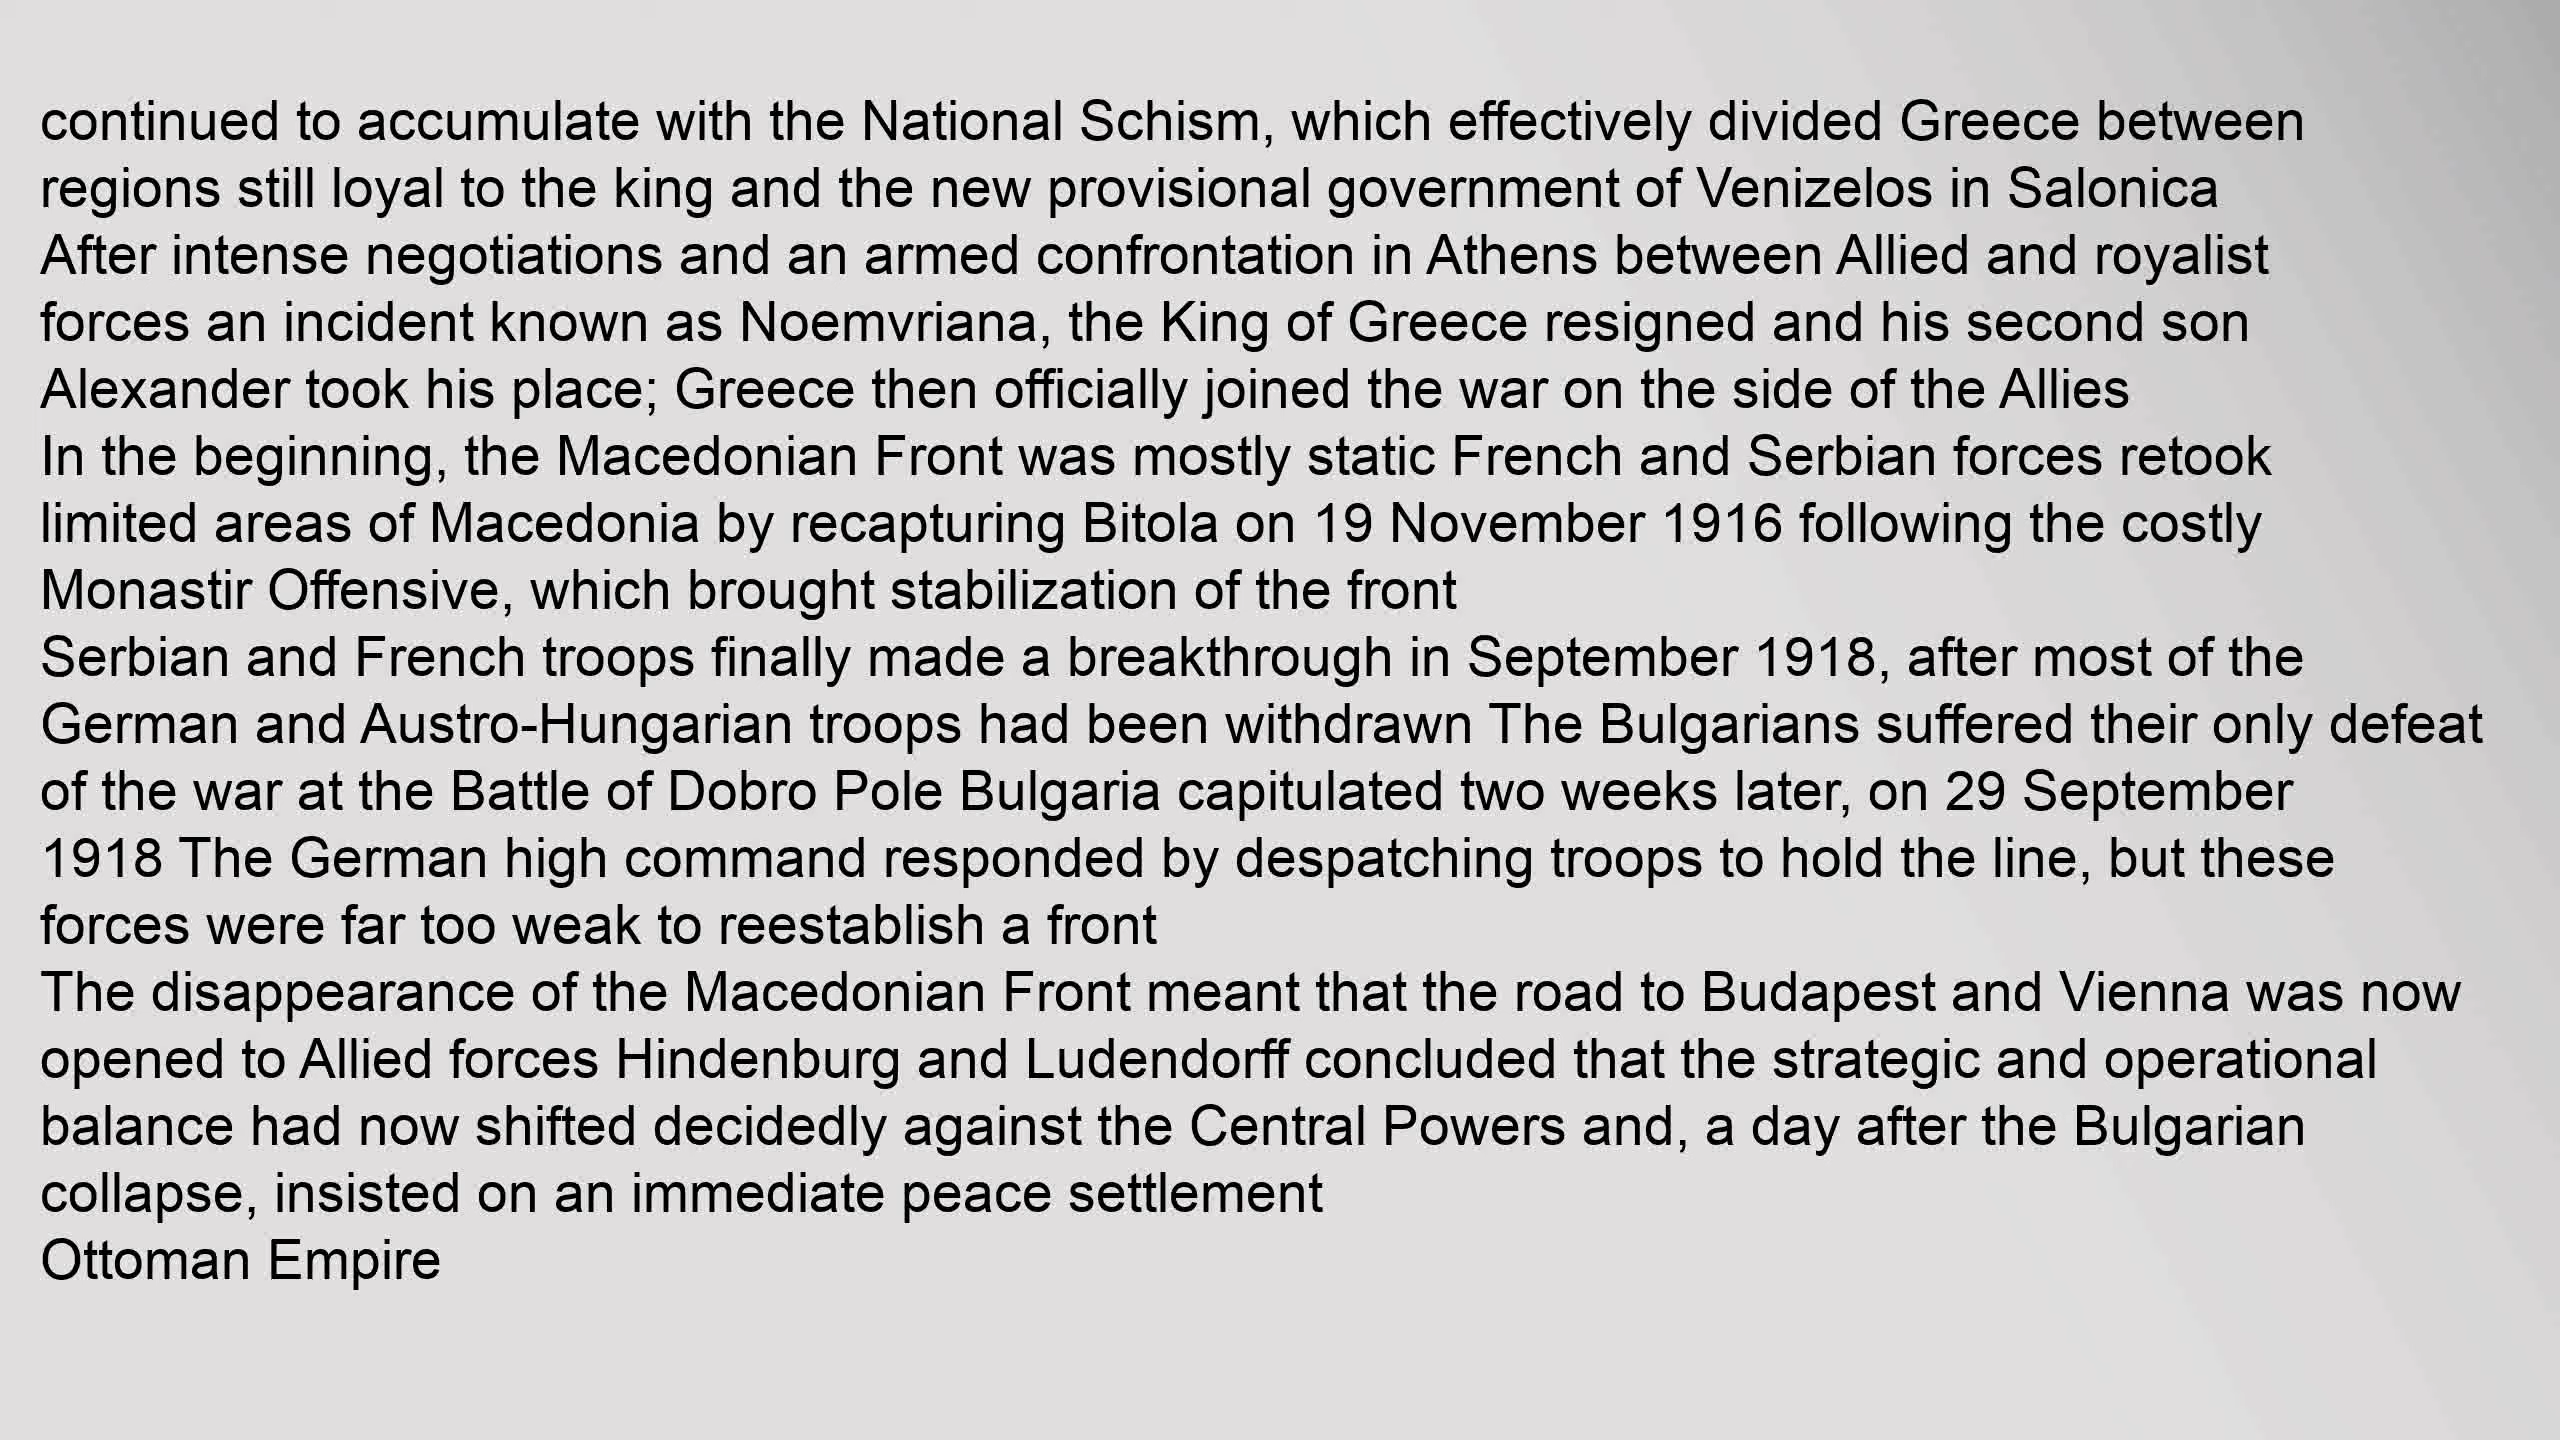 continued to accumulate with the National Schism, which effectively divided Greece between
regions still loyal to the king and the new provisional government of Venizelos in Salonica
After intense negotiations and an armed confrontation in Athens between Allied and royalist
forces an incident known as Noemvriana, the King of Greece resigned and his second son
Alexander took his place; Greece then officially joined the war on the side of the Allies
In the beginning, the Macedonian Front was mostly static French and Serbian forces retook
limited areas of Macedonia by recapturing Bitola on 19 November 1916 following the costly
Monastir Offensive, which brought stabilization of the front
Serbian and French troops finally made a breakthrough in September 1918, after most of the
German and Austro-Hungarian troops had been withdrawn The Bulgarians suffered their only defeat
of the war at the Battle of Dobro Pole Bulgaria capitulated two weeks later, on 29 September
1918 The German high command responded by despatching troops to hold the line, but these
forces were far too weak to reestablish a front
The disappearance of the Macedonian Front meant that the road to Budapest and Vienna was now
opened to Allied forces Hindenburg and Ludendorff concluded that the strategic and operational
balance had now shifted decidedly against the Central Powers and, a day after the Bulgarian
collapse, insisted on an immediate peace settlement
Ottoman Empire